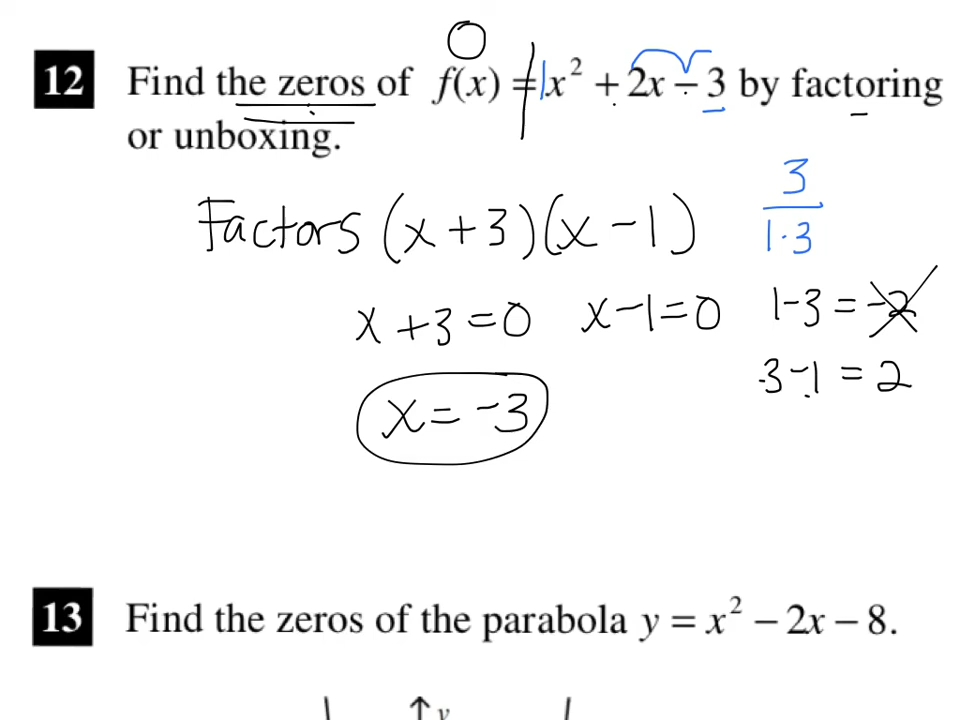 0
12 Find the zeros of f(x) = 1x² + 2x − 3 by factoring
or unboxing.
Factors (x + 3)(x − 1)
3
1·3
x + 3 = 0 x − 1 = 0
1 − 3 = −2
3 − 1 = 2
x = −3
13 Find the zeros of the parabola y = x² − 2x − 8.
y